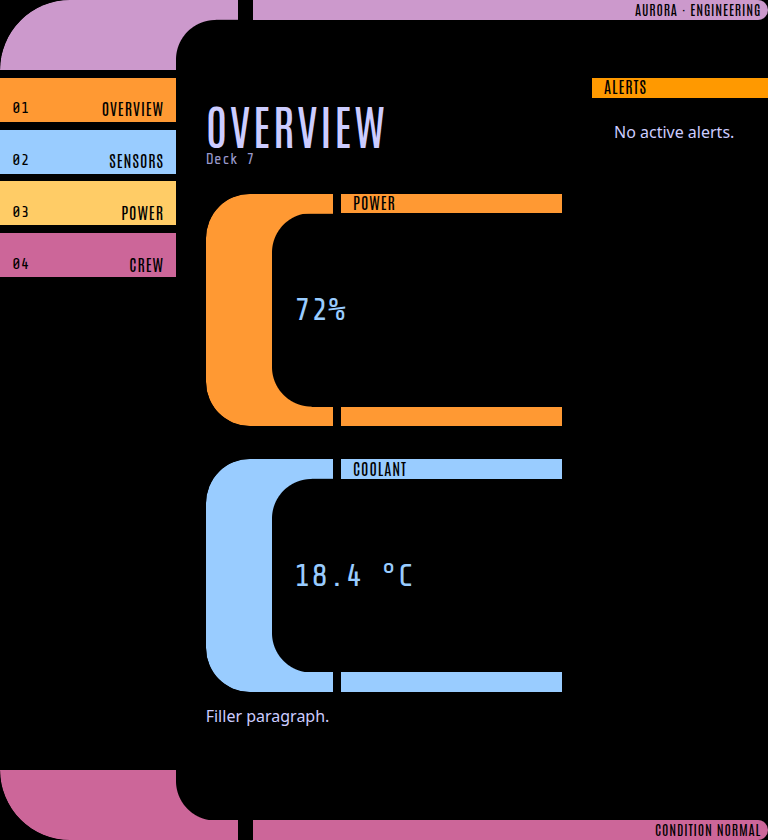 AURORA · ENGINEERING
01 OVERVIEW
02 SENSORS
03 POWER
04 CREW
OVERVIEW
Deck 7
POWER
72%
COOLANT
18.4 °C
Filler paragraph.
ALERTS
No active alerts.
CONDITION NORMAL